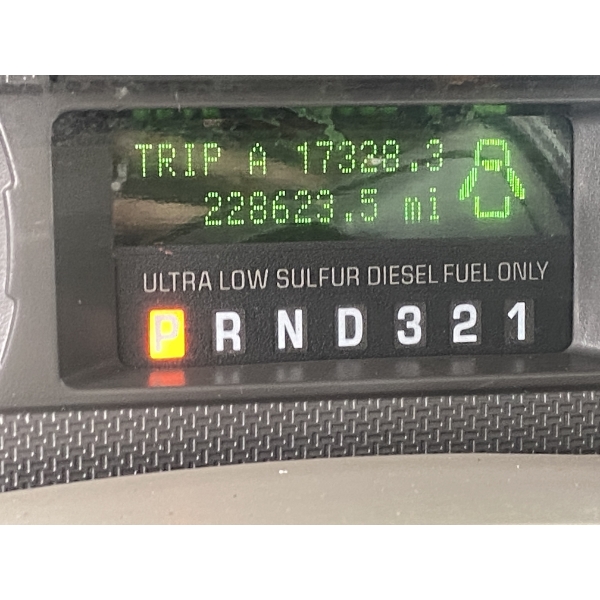 TRIP A 17328.3
228623.5 mi
ULTRA LOW SULFUR DIESEL FUEL ONLY
P R N D 3 2 1